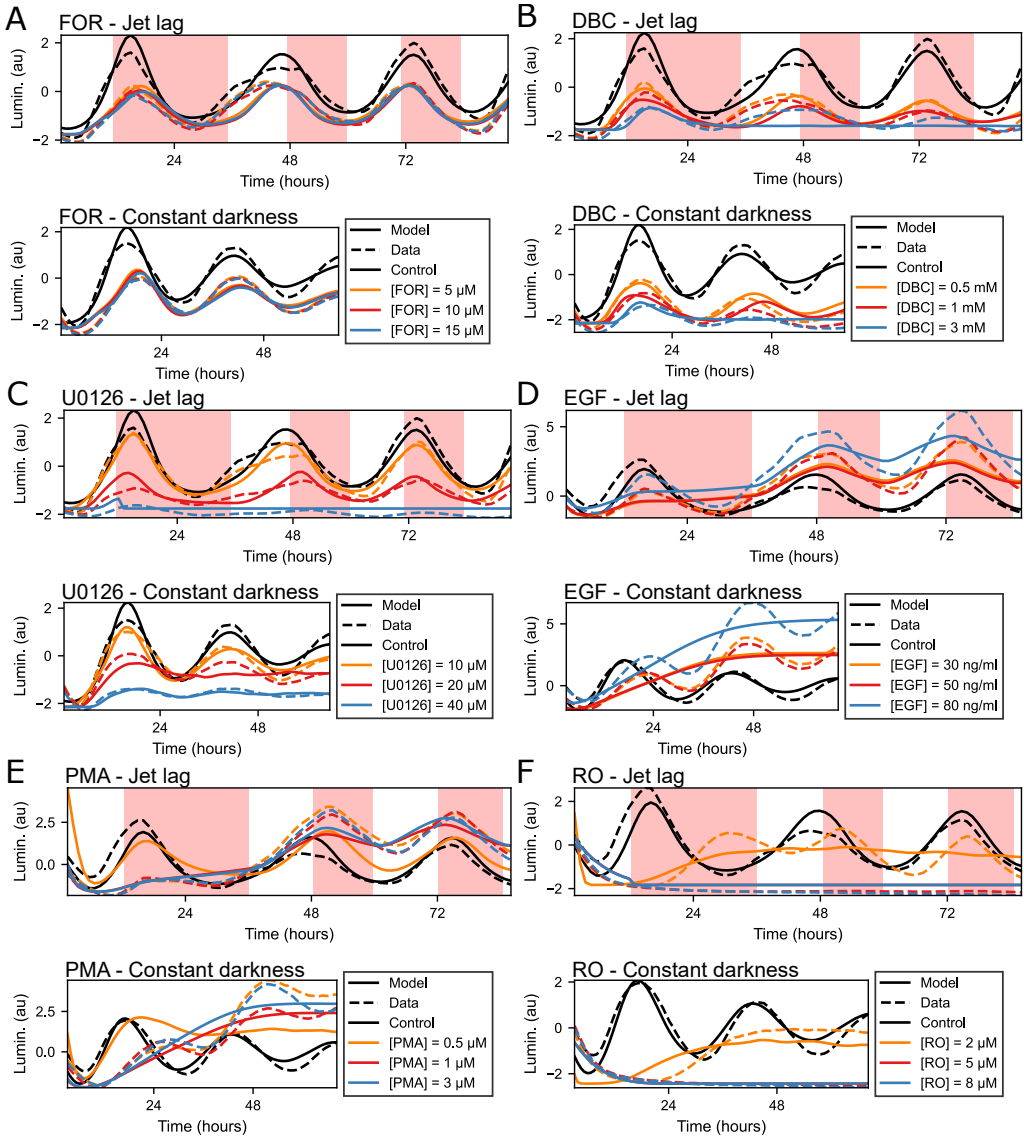 A
FOR - Jet lag
Lumin. (au)
2
0
−2
24
48
72
Time (hours)
FOR - Constant darkness
Lumin. (au)
2
0
−2
24
48
Time (hours)
Model
Data
Control
[FOR] = 5 µM
[FOR] = 10 µM
[FOR] = 15 µM
B
DBC - Jet lag
Lumin. (au)
2
0
−2
24
48
72
Time (hours)
DBC - Constant darkness
Lumin. (au)
2
0
−2
24
48
Time (hours)
Model
Data
Control
[DBC] = 0.5 mM
[DBC] = 1 mM
[DBC] = 3 mM
C
U0126 - Jet lag
Lumin. (au)
2
0
−2
24
48
72
Time (hours)
U0126 - Constant darkness
Lumin. (au)
2
0
−2
24
48
Time (hours)
Model
Data
Control
[U0126] = 10 µM
[U0126] = 20 µM
[U0126] = 40 µM
D
EGF - Jet lag
Lumin. (au)
5
0
24
48
72
Time (hours)
EGF - Constant darkness
Lumin. (au)
5
0
24
48
Time (hours)
Model
Data
Control
[EGF] = 30 ng/ml
[EGF] = 50 ng/ml
[EGF] = 80 ng/ml
E
PMA - Jet lag
Lumin. (au)
2.5
0.0
24
48
72
Time (hours)
PMA - Constant darkness
Lumin. (au)
2.5
0.0
24
48
Time (hours)
Model
Data
Control
[PMA] = 0.5 µM
[PMA] = 1 µM
[PMA] = 3 µM
F
RO - Jet lag
Lumin. (au)
2
0
−2
24
48
72
Time (hours)
RO - Constant darkness
Lumin. (au)
2
0
−2
24
48
Time (hours)
Model
Data
Control
[RO] = 2 µM
[RO] = 5 µM
[RO] = 8 µM